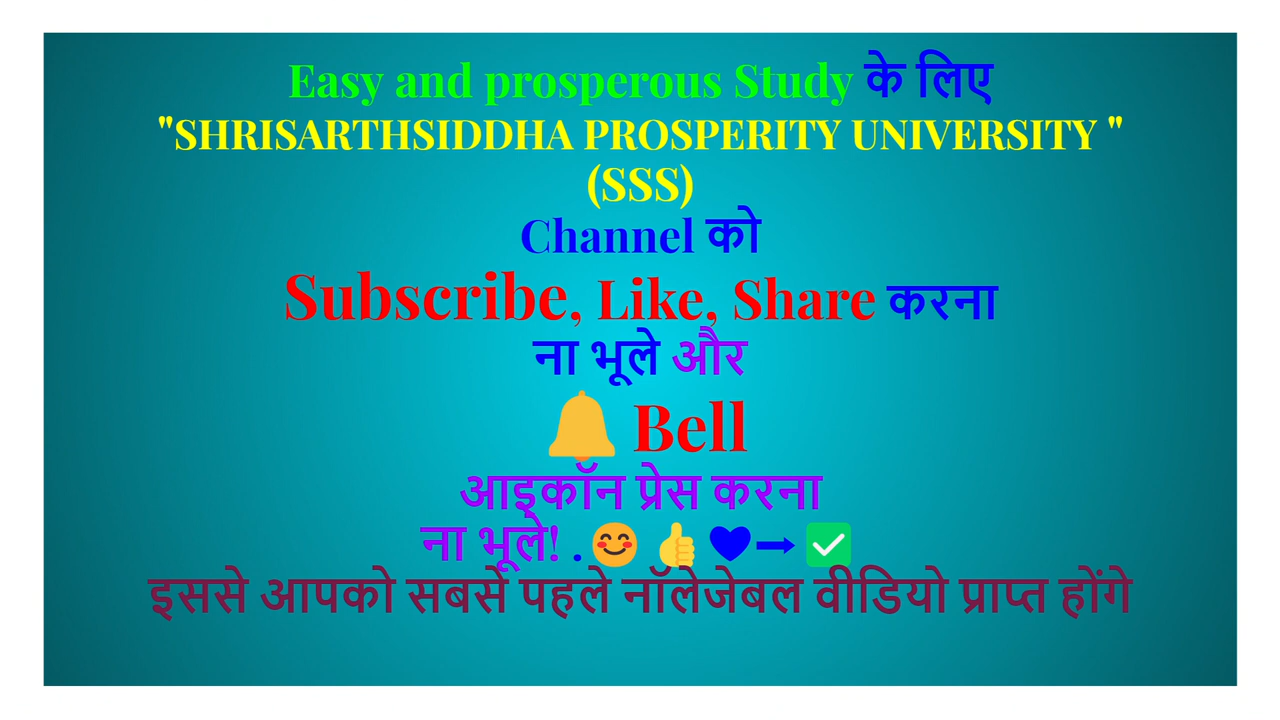 Easy and prosperous Study के लिए
"SHRISARTHSIDDHA PROSPERITY UNIVERSITY "
(SSS)
Channel को
Subscribe, Like, Share करना
ना भूले और
🔔 Bell
आइकॉन प्रेस करना
ना भूले! . 😊 👍 💙➡ ✅
इससे आपको सबसे पहले नॉलेजेबल वीडियो प्राप्त होंगे